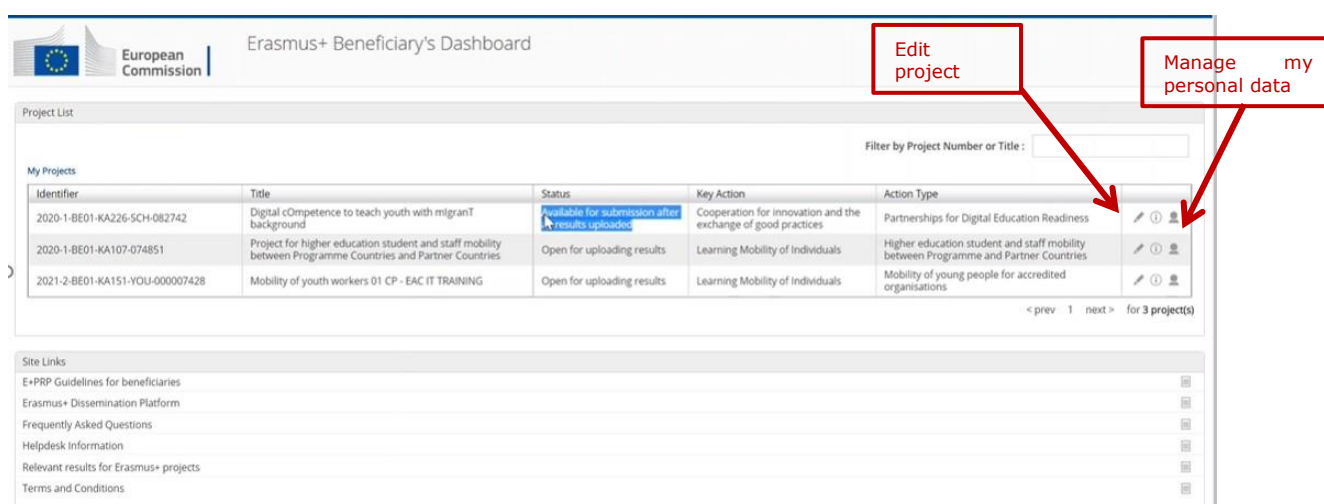 European
Commission
Erasmus+ Beneficiary's Dashboard
Edit
project
Manage my
personal data
Project List
Filter by Project Number or Title :
My Projects
Identifier Title Status Key Action Action Type
2020-1-BE01-KA226-SCH-082742 Digital cOmpetence to teach youth with mIgranT background Available for submission after results uploaded Cooperation for innovation and the exchange of good practices Partnerships for Digital Education Readiness
2020-1-BE01-KA107-074851 Project for higher education student and staff mobility between Programme Countries and Partner Countries Open for uploading results Learning Mobility of Individuals Higher education student and staff mobility between Programme and Partner Countries
2021-2-BE01-KA151-YOU-000007428 Mobility of youth workers 01 CP - EAC IT TRAINING Open for uploading results Learning Mobility of Individuals Mobility of young people for accredited organisations
< prev 1 next > for 3 project(s)
Site Links
E+PRP Guidelines for beneficiaries
Erasmus+ Dissemination Platform
Frequently Asked Questions
Helpdesk Information
Relevant results for Erasmus+ projects
Terms and Conditions